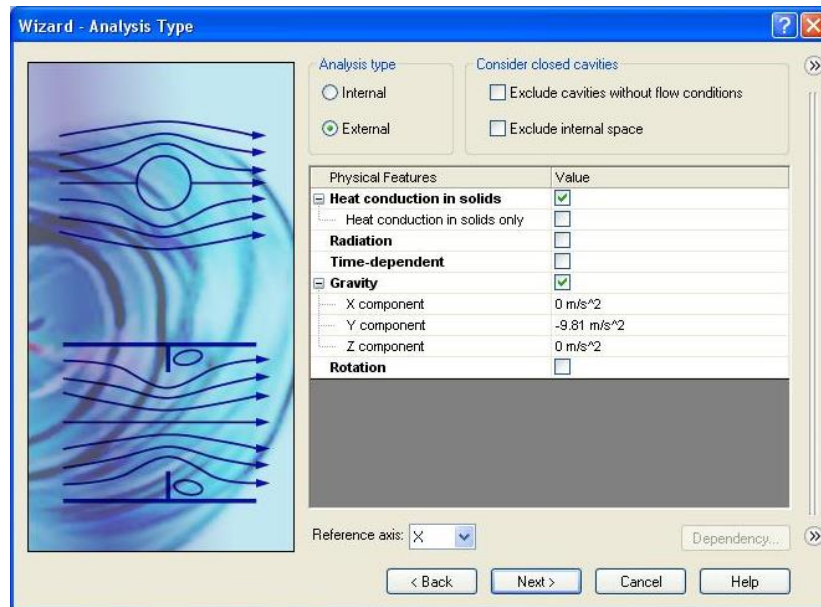 Wizard - Analysis Type
Analysis type
Internal
External
Consider closed cavities
Exclude cavities without flow conditions
Exclude internal space
Physical Features Value
Heat conduction in solids
Heat conduction in solids only
Radiation
Time-dependent
Gravity
X component 0 m/s^2
Y component -9.81 m/s^2
Z component 0 m/s^2
Rotation
Reference axis: X
Dependency...
< Back Next > Cancel Help